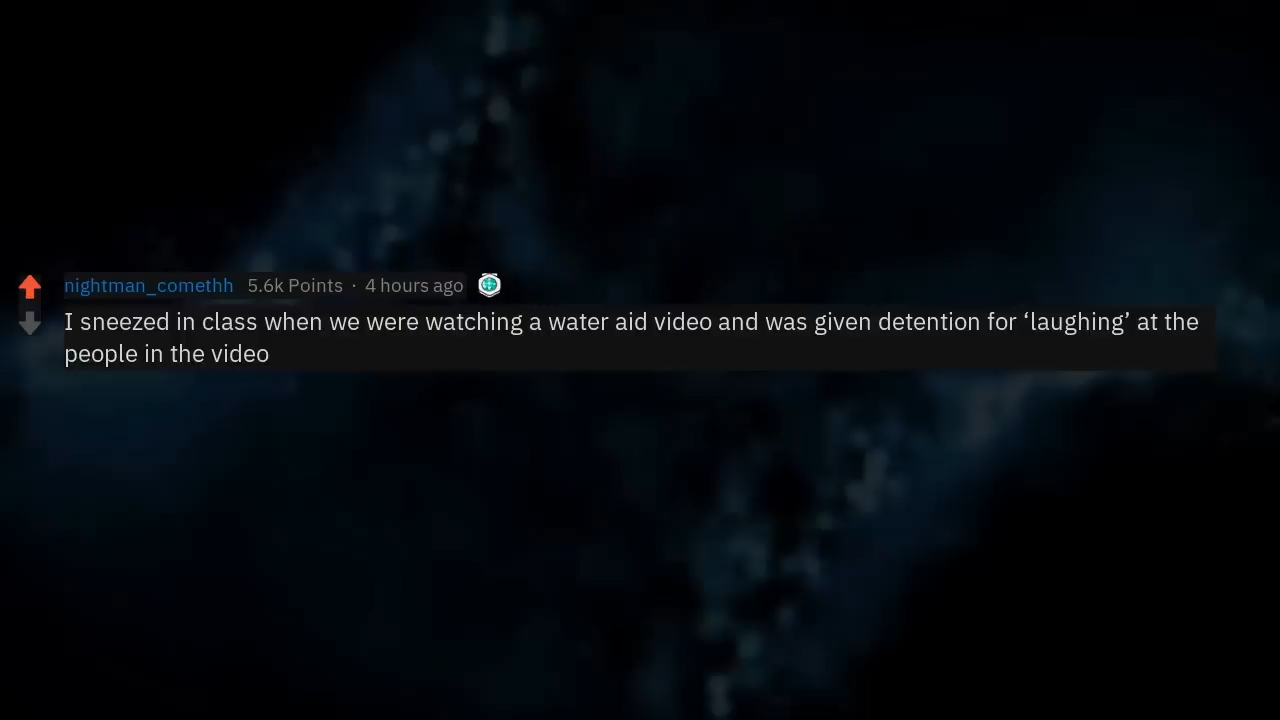 nightman_comethh 5.6k Points · 4 hours ago
I sneezed in class when we were watching a water aid video and was given detention for ‘laughing’ at the
people in the video